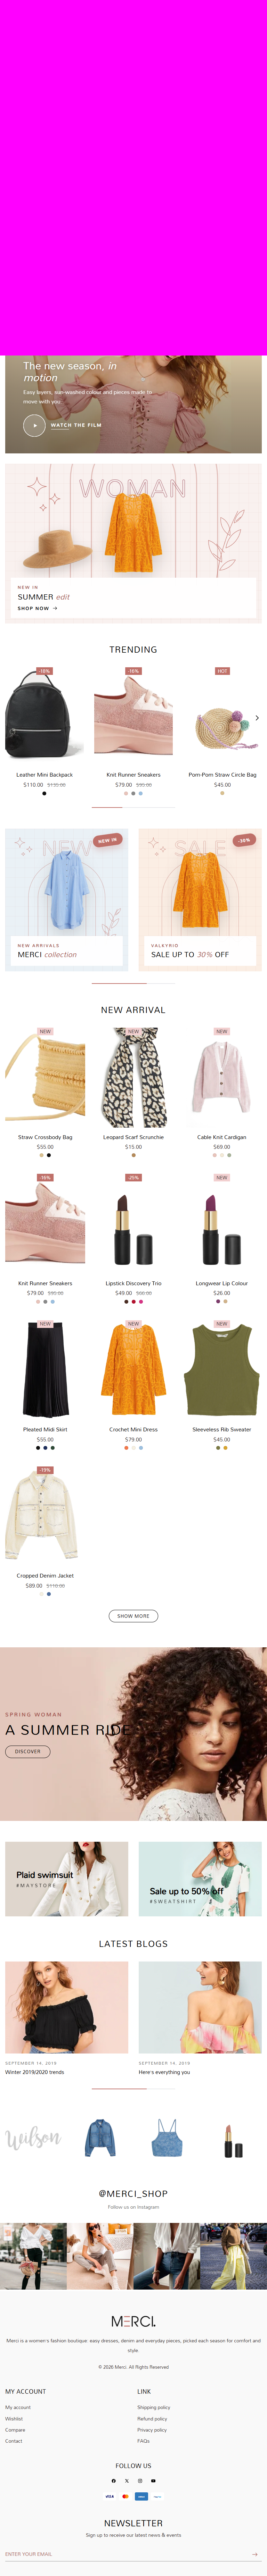 The new season, in
motion
Easy layers, sun-washed colour and pieces made to
move with you.
WATCH THE FILM
WOMAN
NEW IN
SUMMER edit
SHOP NOW
TRENDING
-15%
-16%
HOT
Leather Mini Backpack
Knit Runner Sneakers
Pom-Pom Straw Circle Bag
$110.00 $130.00
$79.00 $95.00
$45.00
NEW
NEW IN
SALE
-30%
NEW ARRIVALS
MERCI collection
VALKYRIO
SALE UP TO 30% OFF
NEW ARRIVAL
NEW
NEW
NEW
Straw Crossbody Bag
Leopard Scarf Scrunchie
Cable Knit Cardigan
$55.00
$15.00
$69.00
-16%
-25%
NEW
Knit Runner Sneakers
Lipstick Discovery Trio
Longwear Lip Colour
$79.00 $95.00
$49.00
$26.00
NEW
NEW
NEW
Pleated Midi Skirt
Crochet Mini Dress
Sleeveless Rib Sweater
$55.00
$79.00
$45.00
-19%
Cropped Denim Jacket
$89.00 $110.00
SHOW MORE
SPRING WOMAN
A SUMMER RIDE
DISCOVER
Plaid swimsuit
#MAYSTORE
Sale up to 50% off
#SWEATSHIRT
LATEST BLOGS
SEPTEMBER 14, 2019
SEPTEMBER 14, 2019
Winter 2019/2020 trends
Here's everything you
Wilson
@MERCI_SHOP
Follow us on Instagram
MERCI.
Merci is a women's fashion boutique: easy dresses, denim and everyday pieces, picked each season for comfort and
style.
© 2026 Merci. All Rights Reserved
MY ACCOUNT
LINK
My account
Shipping policy
Wishlist
Refund policy
Compare
Privacy policy
Contact
FAQs
FOLLOW US
VISA
NEWSLETTER
Sign up to receive our latest news & events
ENTER YOUR EMAIL